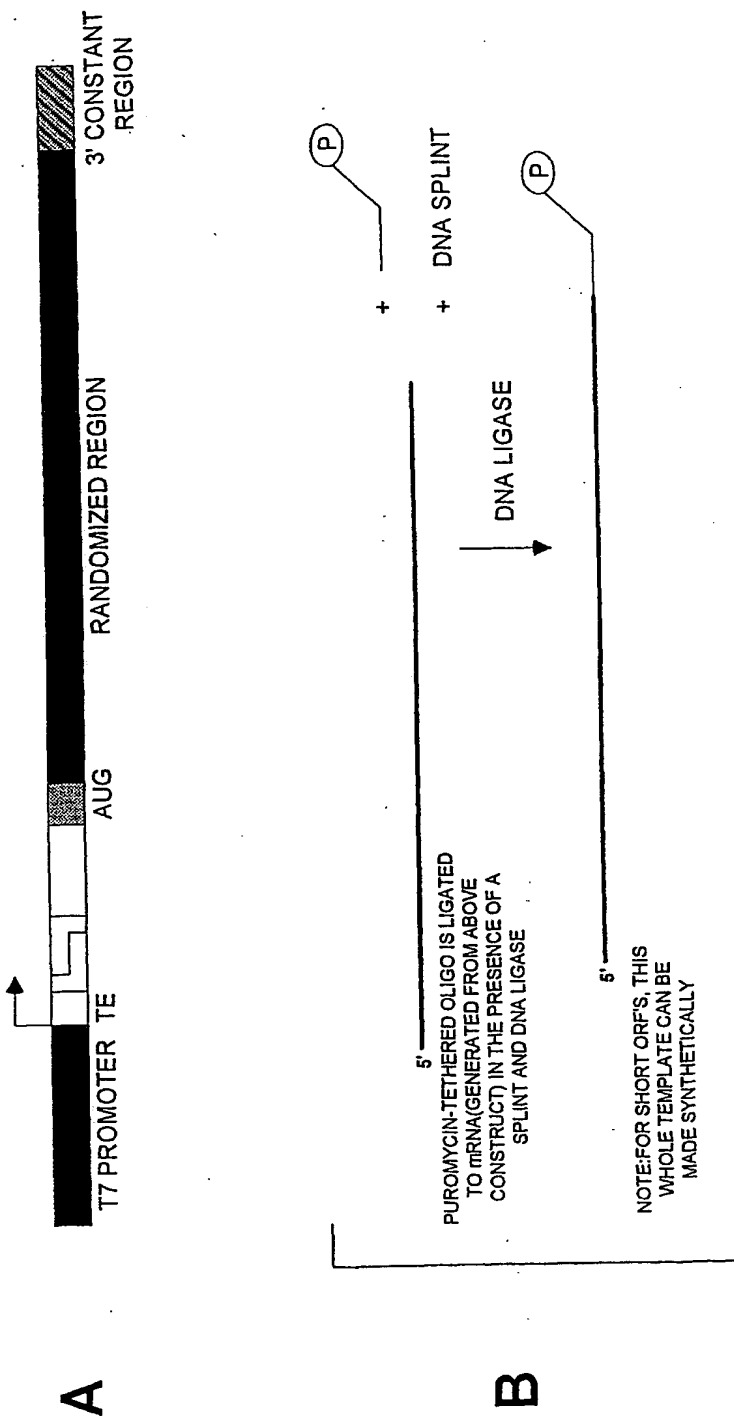 A
T7 PROMOTER TE AUG RANDOMIZED REGION 3' CONSTANT
REGION
B
5'
+
P
PUROMYCIN-TETHERED OLIGO IS LIGATED
TO mRNA(GENERATED FROM ABOVE
CONSTRUCT) IN THE PRESENCE OF A
SPLINT AND DNA LIGASE
+ DNA SPLINT
DNA LIGASE
5'
P
NOTE:FOR SHORT ORF'S, THIS
WHOLE TEMPLATE CAN BE
MADE SYNTHETICALLY